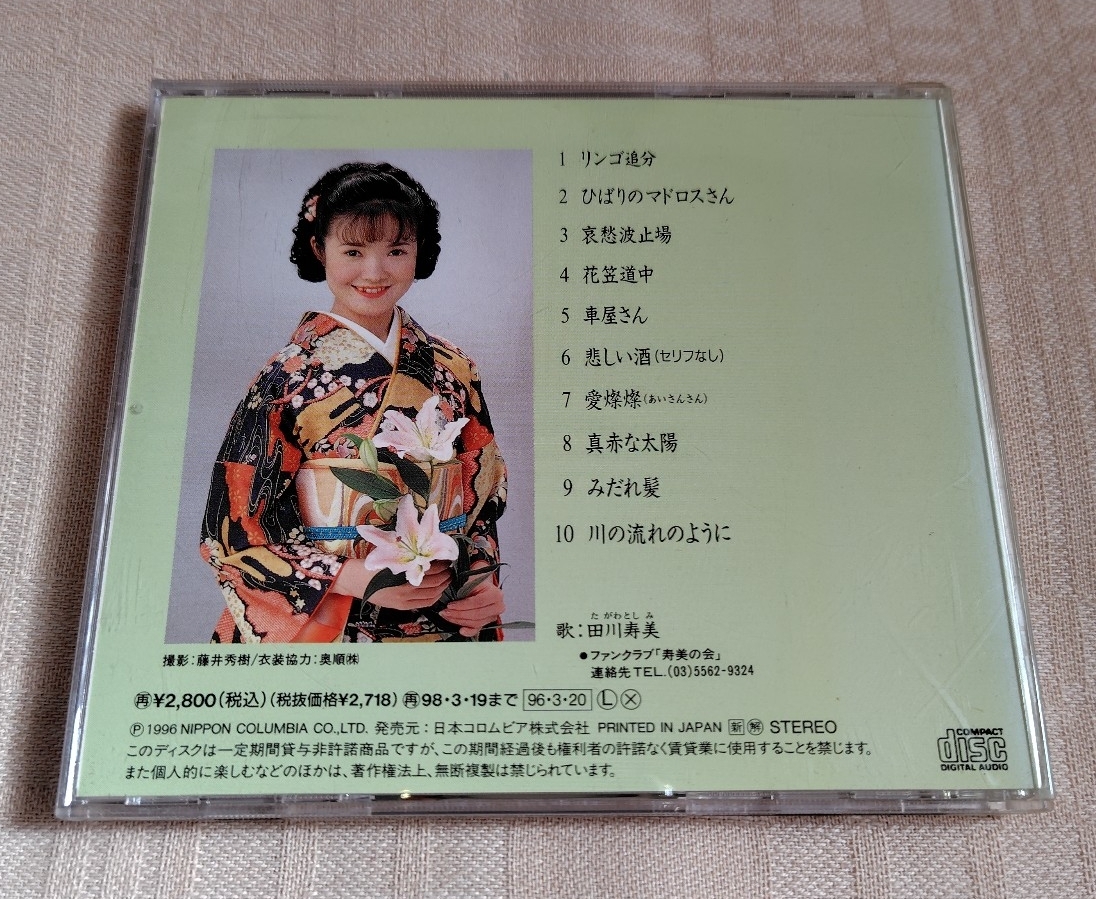 1 リンゴ追分
2 ひばりのマドロスさん
3 哀愁波止場
4 花笠道中
5 車屋さん
6 悲しい酒(セリフなし)
7 愛燦燦(あいさんさん)
8 真赤な太陽
9 みだれ髪
10 川の流れのように
たがわとしみ
歌:田川寿美
●ファンクラブ「寿美の会」
連絡先TEL.(03)5562-9324
撮影:藤井秀樹/衣装協力:奥順㈱
再¥2,800(税込)(税抜価格¥2,718)再98・3・19まで 96・3・20 Ⓛ Ⓧ
Ⓟ1996 NIPPON COLUMBIA CO.,LTD. 発売元:日本コロムビア株式会社 PRINTED IN JAPAN 新 解 STEREO
このディスクは一定期間貸与非許諾商品ですが、この期間経過後も権利者の許諾なく賃貸業に使用することを禁じます。
また個人的に楽しむなどのほかは、著作権法上、無断複製は禁じられています。
COMPACT
disc
DIGITAL AUDIO